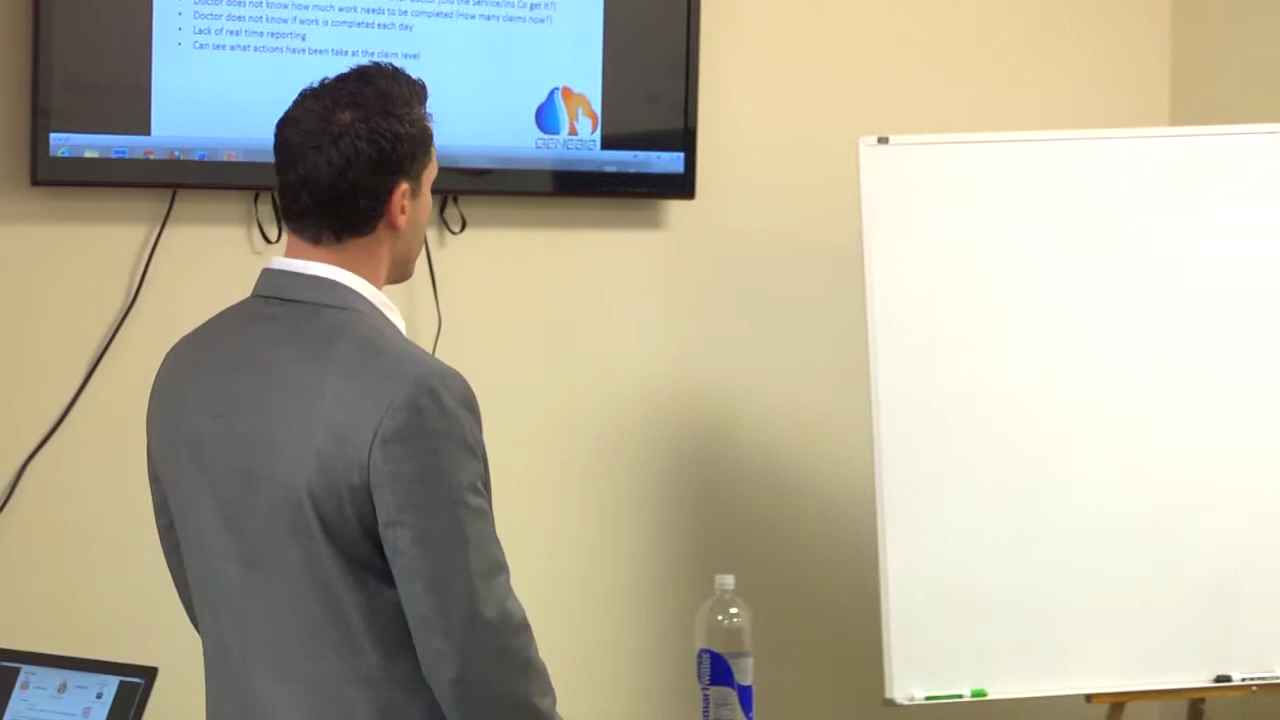 Doctor does not know how much work needs to be completed (How many claims now?)
Doctor does not know if work is completed each day
Lack of real time reporting
Can see what actions have been take at the claim level
GENESIS
smartwater